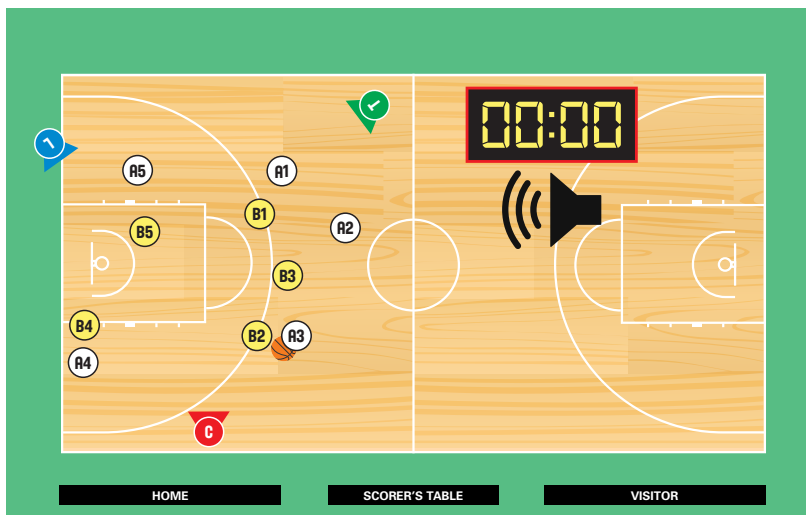 00:00
T
L
A5
A1
B1
A2
B5
B3
B4
B2
A3
A4
C
HOME
SCORER'S TABLE
VISITOR